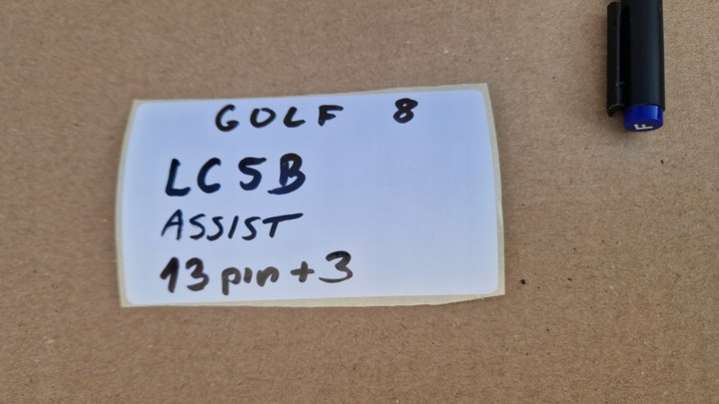 GOLF 8
LC5B
ASSIST
13 pin + 3
F